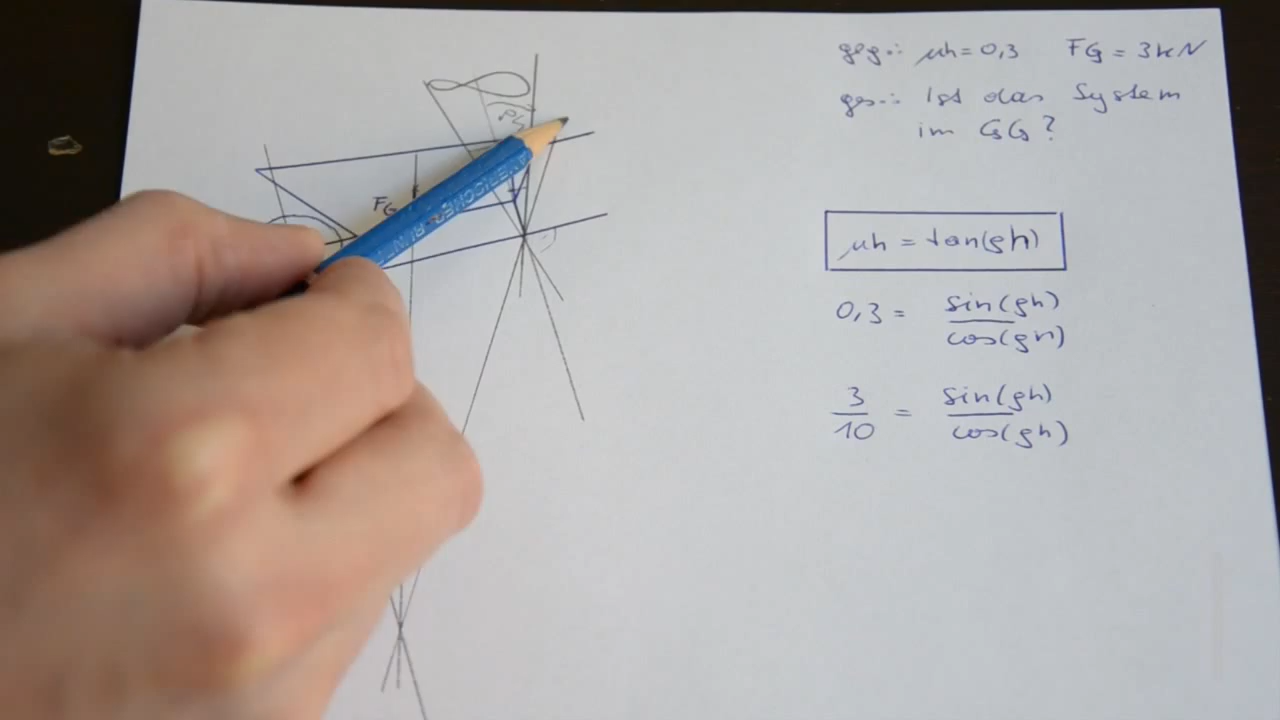 geg.: μh = 0,3 FG = 3kN
ges.: Ist das System
im GG?
μh = tan(ρh)
0,3 = sin(ρh)
cos(ρh)
3 = sin(ρh)
10 cos(ρh)
FG
ρh